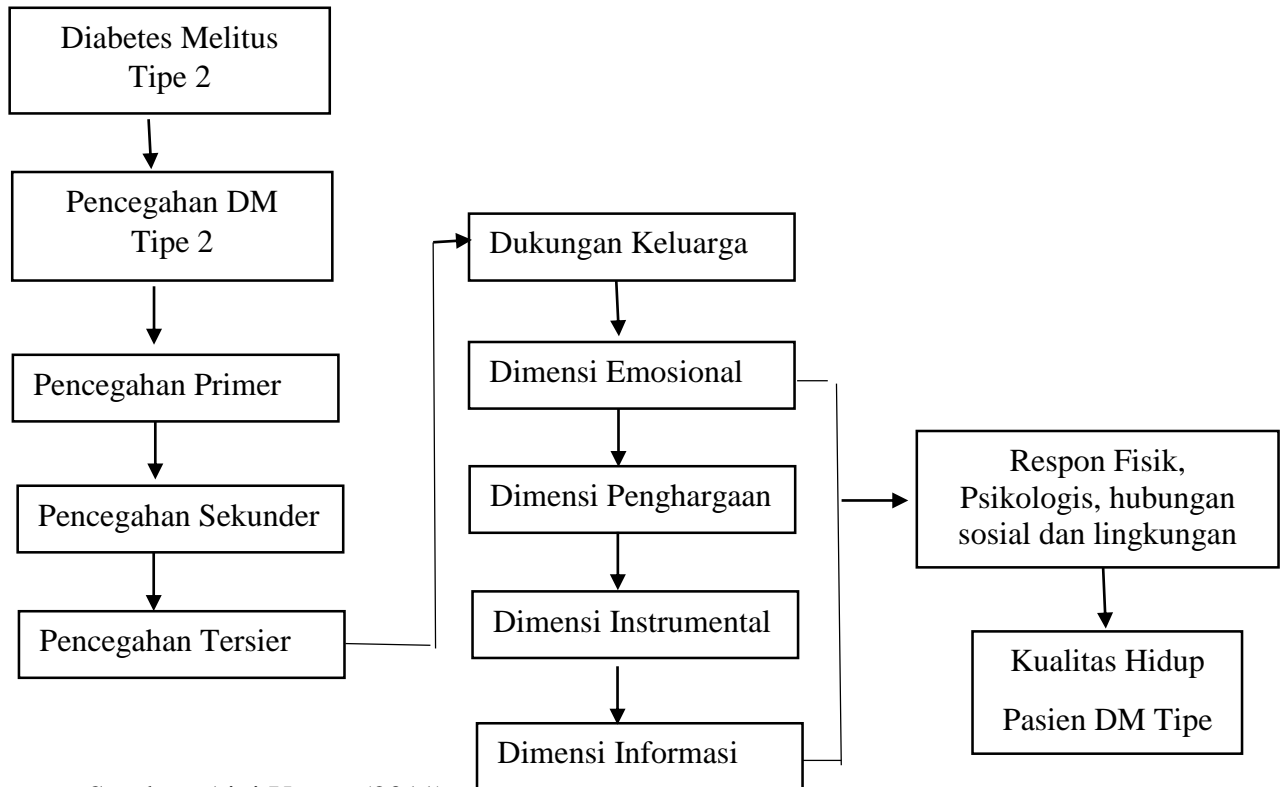 Diabetes Melitus
Tipe 2
Pencegahan DM
Tipe 2
Pencegahan Primer
Pencegahan Sekunder
Pencegahan Tersier
Dukungan Keluarga
Dimensi Emosional
Dimensi Penghargaan
Dimensi Instrumental
Dimensi Informasi
Respon Fisik,
Psikologis, hubungan
sosial dan lingkungan
Kualitas Hidup
Pasien DM Tipe